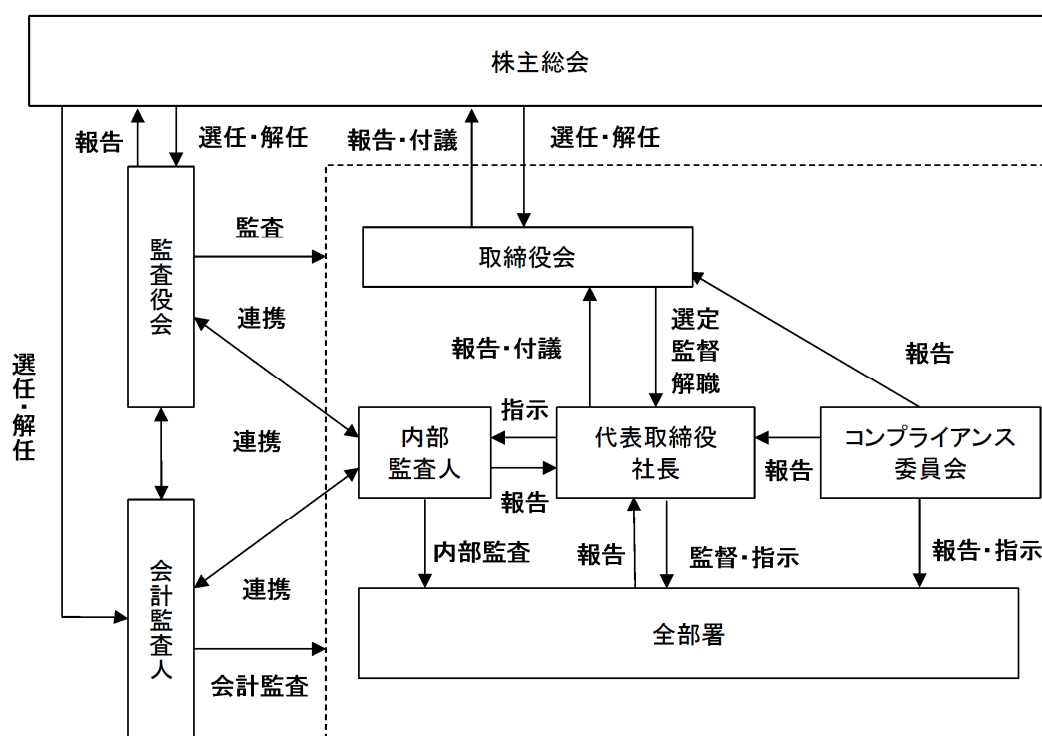 株主総会
報告
選任・解任
報告・付議
選任・解任
監査役会
監査
取締役会
連携
選定
監督
解職
報告・付議
報告
選任・解任
連携
指示
内部
監査人
代表取締役
社長
コンプライアンス
委員会
報告
報告
内部監査
報告
監督・指示
報告・指示
連携
会計監査人
会計監査
全部署